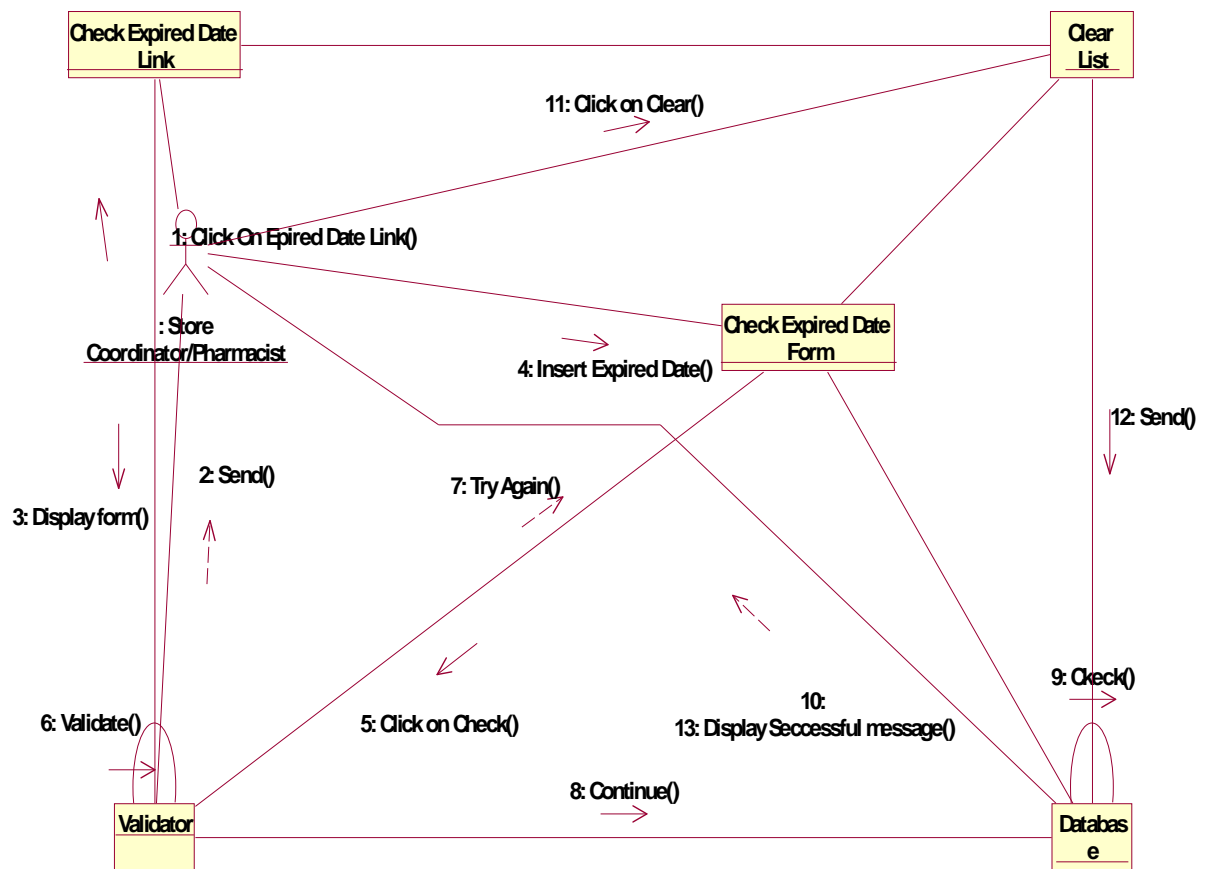 Check Expired Date
Link
Clear
List
11: Click on Clear()
1: Click On Epired Date Link()
: Store
Coordinator/Pharmacist
Check Expired Date
Form
4: Insert Expired Date()
12: Send()
2: Send()
7: Try Again()
3: Display form()
9: Ckeck()
6: Validate()
5: Click on Check()
10:
13: Display Seccessful message()
8: Continue()
Validator
Databas
e